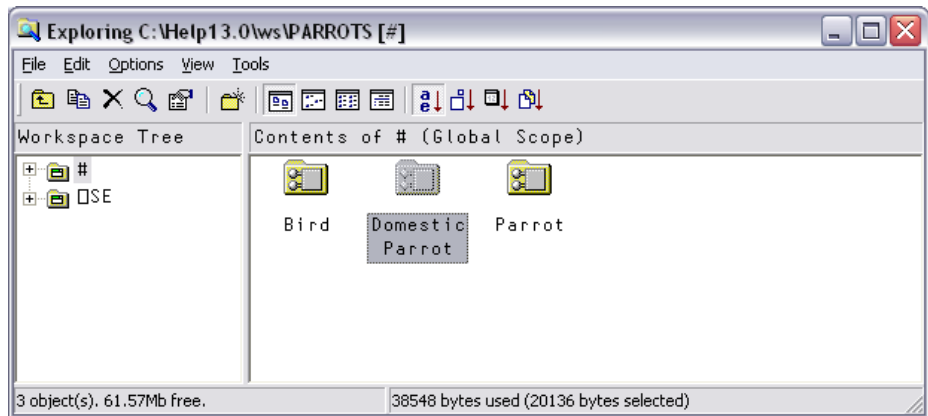 Exploring C:\Help13.0\ws\PARROTS [#]
File Edit Options View Tools
Workspace Tree
Contents of # (Global Scope)
#
⎕SE
Bird
Domestic
Parrot
Parrot
3 object(s). 61.57Mb free.
38548 bytes used (20136 bytes selected)